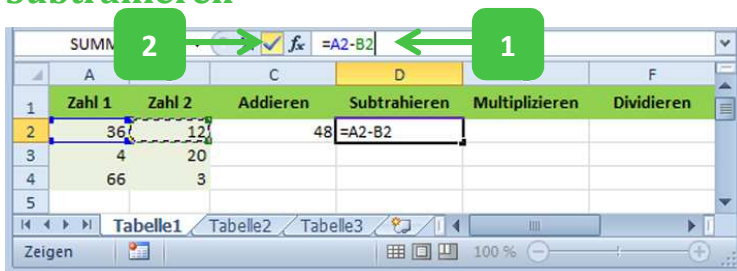 Subtrahieren
SUMM 2 fx =A2-B2 1
A C D F
1 Zahl 1 Zahl 2 Addieren Subtrahieren Multiplizieren Dividieren
2 36 12 48 =A2-B2
3 4 20
4 66 3
5
Tabelle1 Tabelle2 Tabelle3
Zeigen 100 %